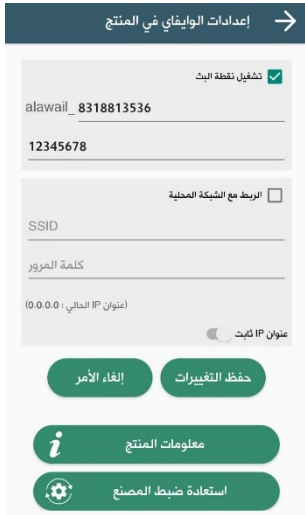 إعدادات الوايفاي في المنتج
تشغيل نقطة البث
alawail_ 8318813536
12345678
الربط مع الشبكة المحلية
SSID
كلمة المرور
(عنوان IP الحالي : 0.0.0.0)
عنوان IP ثابت
حفظ التغييرات إلغاء الأمر
معلومات المنتج
استعادة ضبط المصنع